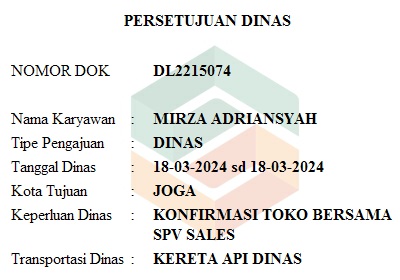 PERSETUJUAN DINAS
NOMOR DOK DL2215074
Nama Karyawan : MIRZA ADRIANSYAH
Tipe Pengajuan : DINAS
Tanggal Dinas : 18-03-2024 sd 18-03-2024
Kota Tujuan : JOGA
Keperluan Dinas : KONFIRMASI TOKO BERSAMA
SPV SALES
Transportasi Dinas : KERETA API DINAS